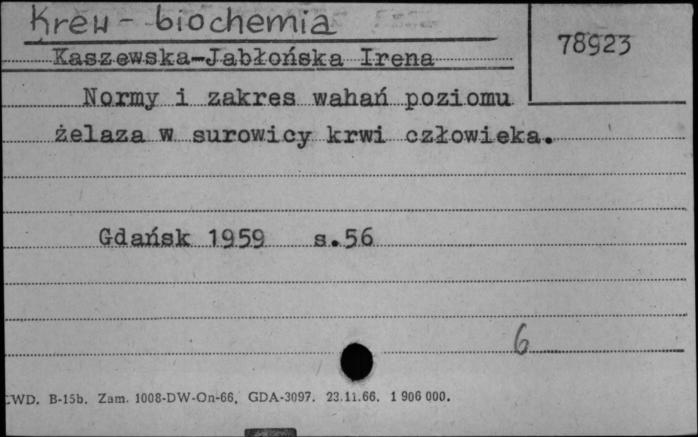 Krew - biochemia
78923
Kaszewska-Jabłońska Irena
Normy i zakres wahań poziomu
żelaza w surowicy krwi człowieka.
Gdańsk 1959 s.56
6
WD. B-15b. Zam. 1008-DW-On-66. GDA-3097. 23.11.66. 1 906 000.